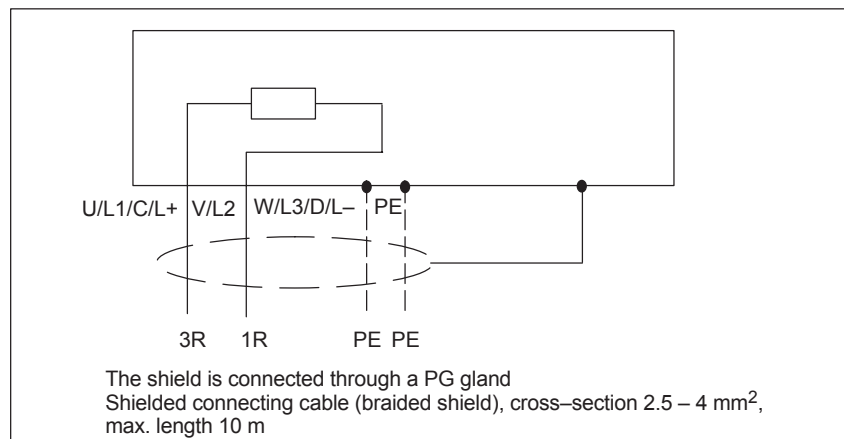 U/L1/C/L+ V/L2 W/L3/D/L– PE
3R 1R PE PE
The shield is connected through a PG gland
Shielded connecting cable (braided shield), cross–section 2.5 – 4 mm²,
max. length 10 m